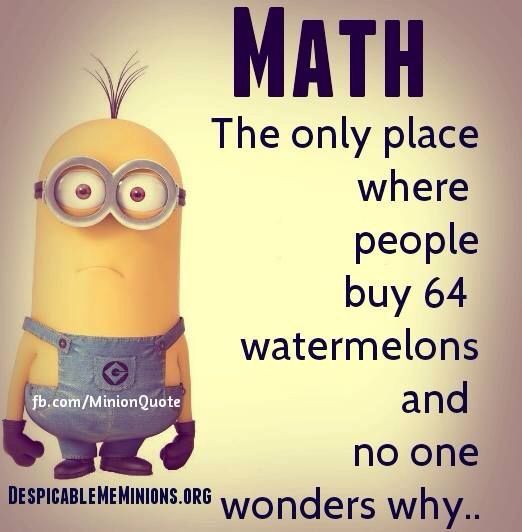 MATH
The only place
where
people
buy 64
watermelons
and
no one
wonders why..
fb.com/MinionQuote
DESPICABLEMEMINIONS.ORG